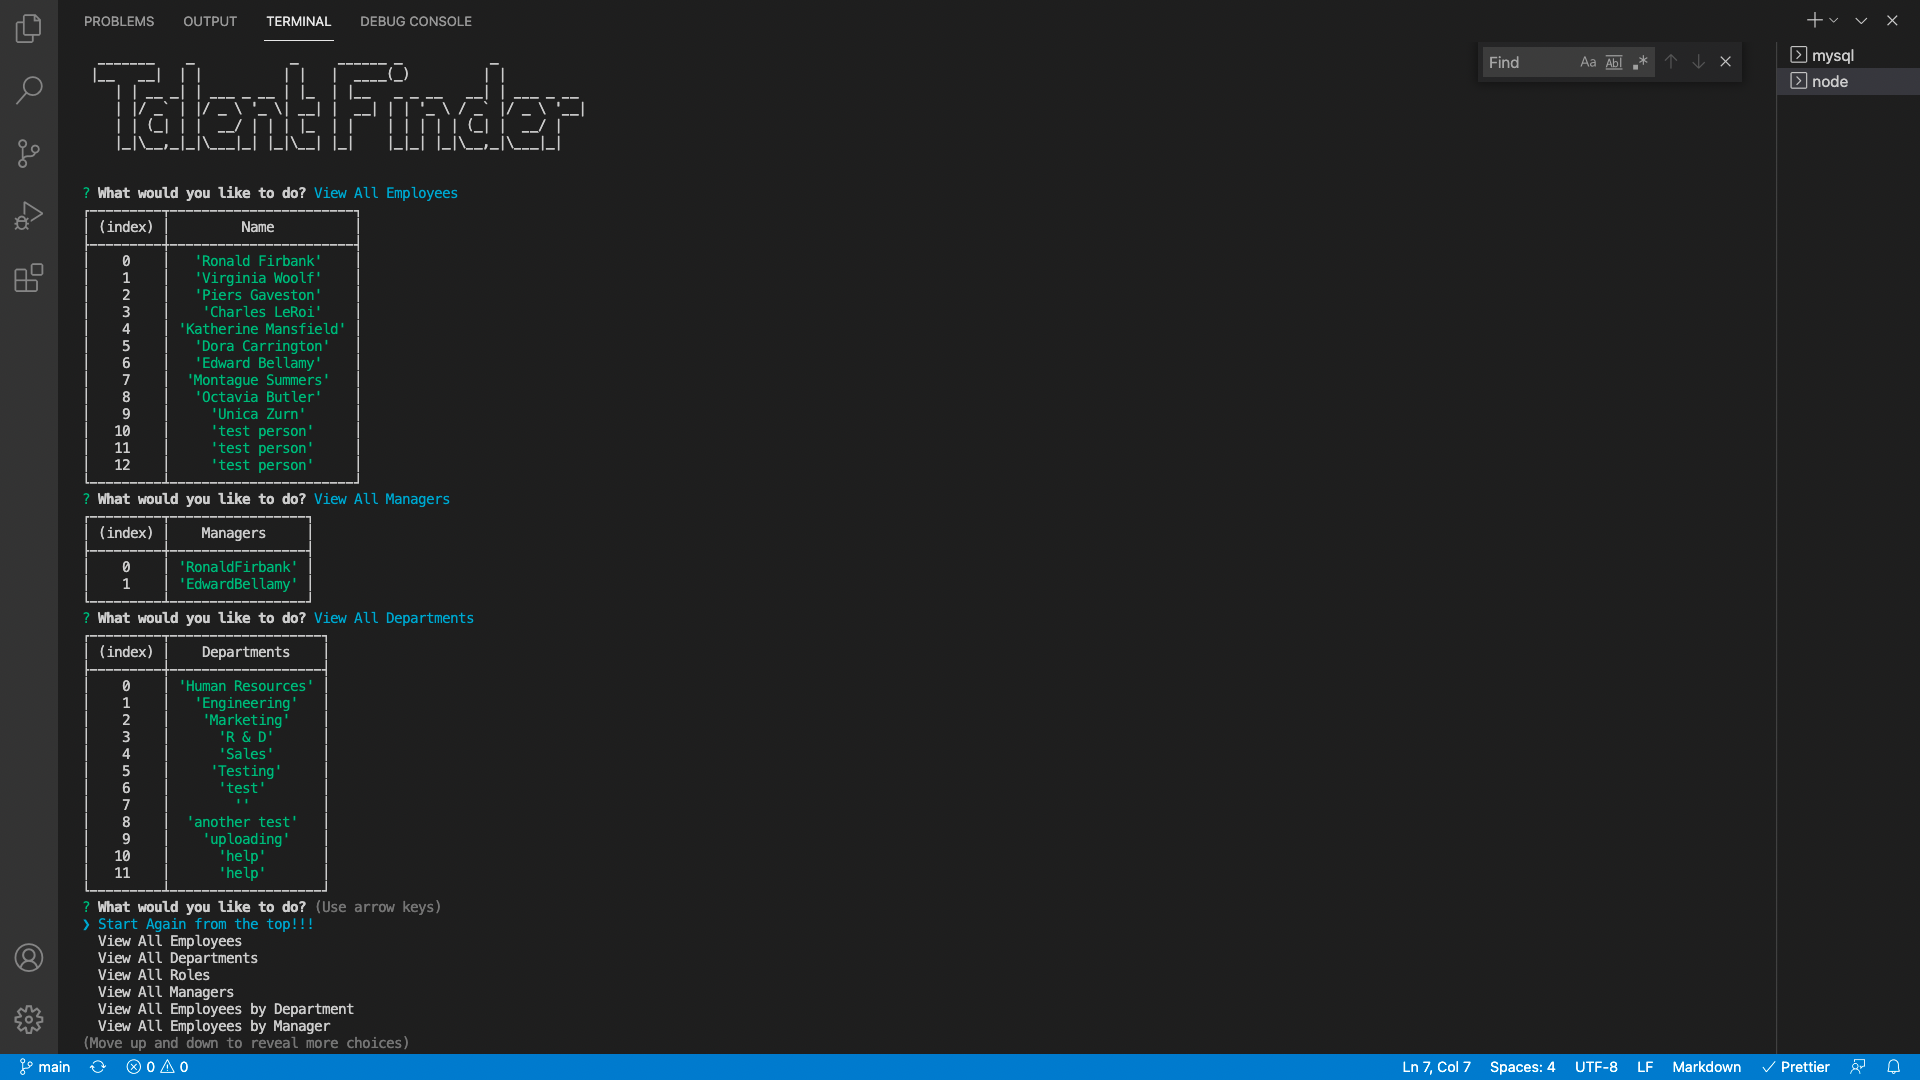 PROBLEMS OUTPUT TERMINAL DEBUG CONSOLE
Find Aa Abl .*
mysql
node
Talent Finder
? What would you like to do? View All Employees
(index) Name
0 'Ronald Firbank'
1 'Virginia Woolf'
2 'Piers Gaveston'
3 'Charles LeRoi'
4 'Katherine Mansfield'
5 'Dora Carrington'
6 'Edward Bellamy'
7 'Montague Summers'
8 'Octavia Butler'
9 'Unica Zurn'
10 'test person'
11 'test person'
12 'test person'
? What would you like to do? View All Managers
(index) Managers
0 'RonaldFirbank'
1 'EdwardBellamy'
? What would you like to do? View All Departments
(index) Departments
0 'Human Resources'
1 'Engineering'
2 'Marketing'
3 'R & D'
4 'Sales'
5 'Testing'
6 'test'
7 ''
8 'another test'
9 'uploading'
10 'help'
11 'help'
? What would you like to do? (Use arrow keys)
❯ Start Again from the top!!!
View All Employees
View All Departments
View All Roles
View All Managers
View All Employees by Department
View All Employees by Manager
(Move up and down to reveal more choices)
main 0 0 Ln 7, Col 7 Spaces: 4 UTF-8 LF Markdown Prettier